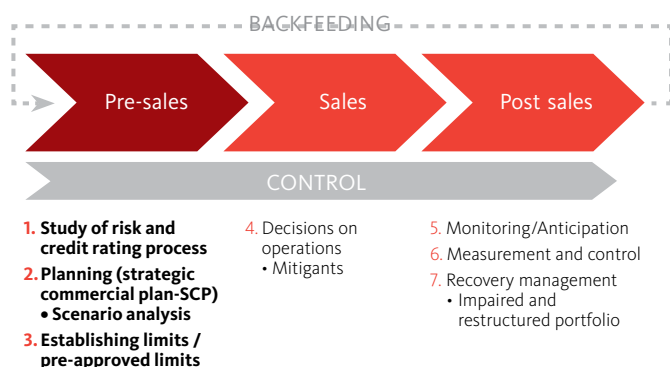 BACKFEEDING
Pre-sales
Sales
Post sales
CONTROL
1. Study of risk and
credit rating process
2. Planning (strategic
commercial plan-SCP)
• Scenario analysis
3. Establishing limits /
pre-approved limits
4. Decisions on
operations
• Mitigants
5. Monitoring/Anticipation
6. Measurement and control
7. Recovery management
• Impaired and
restructured portfolio